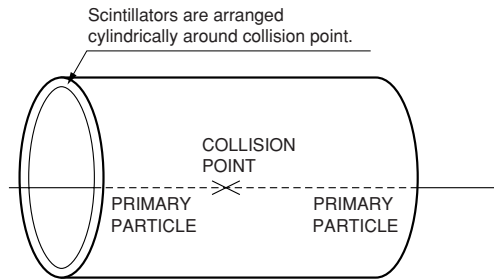 Scintillators are arranged
cylindrically around collision point.
COLLISION
POINT
PRIMARY
PARTICLE
PRIMARY
PARTICLE